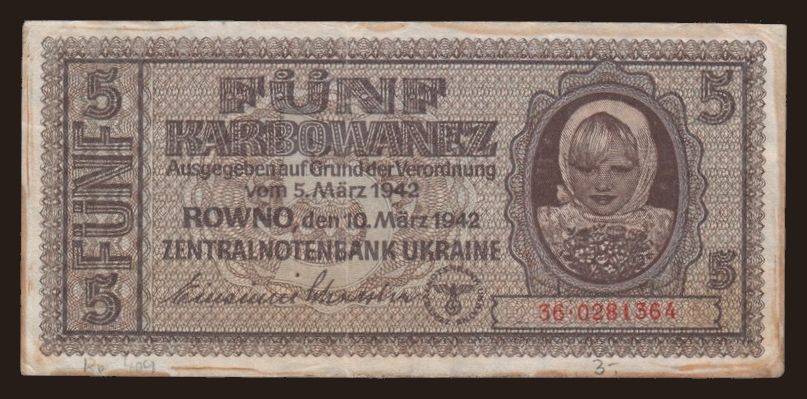 5 FÜNF 5
FÜNF
KARBOWANEZ
Ausgegeben auf Grund der Verordnung
vom 5. März 1942
ROWNO, den 10. März 1942
ZENTRALNOTENBANK UKRAINE
5
5
36·0281364
3-